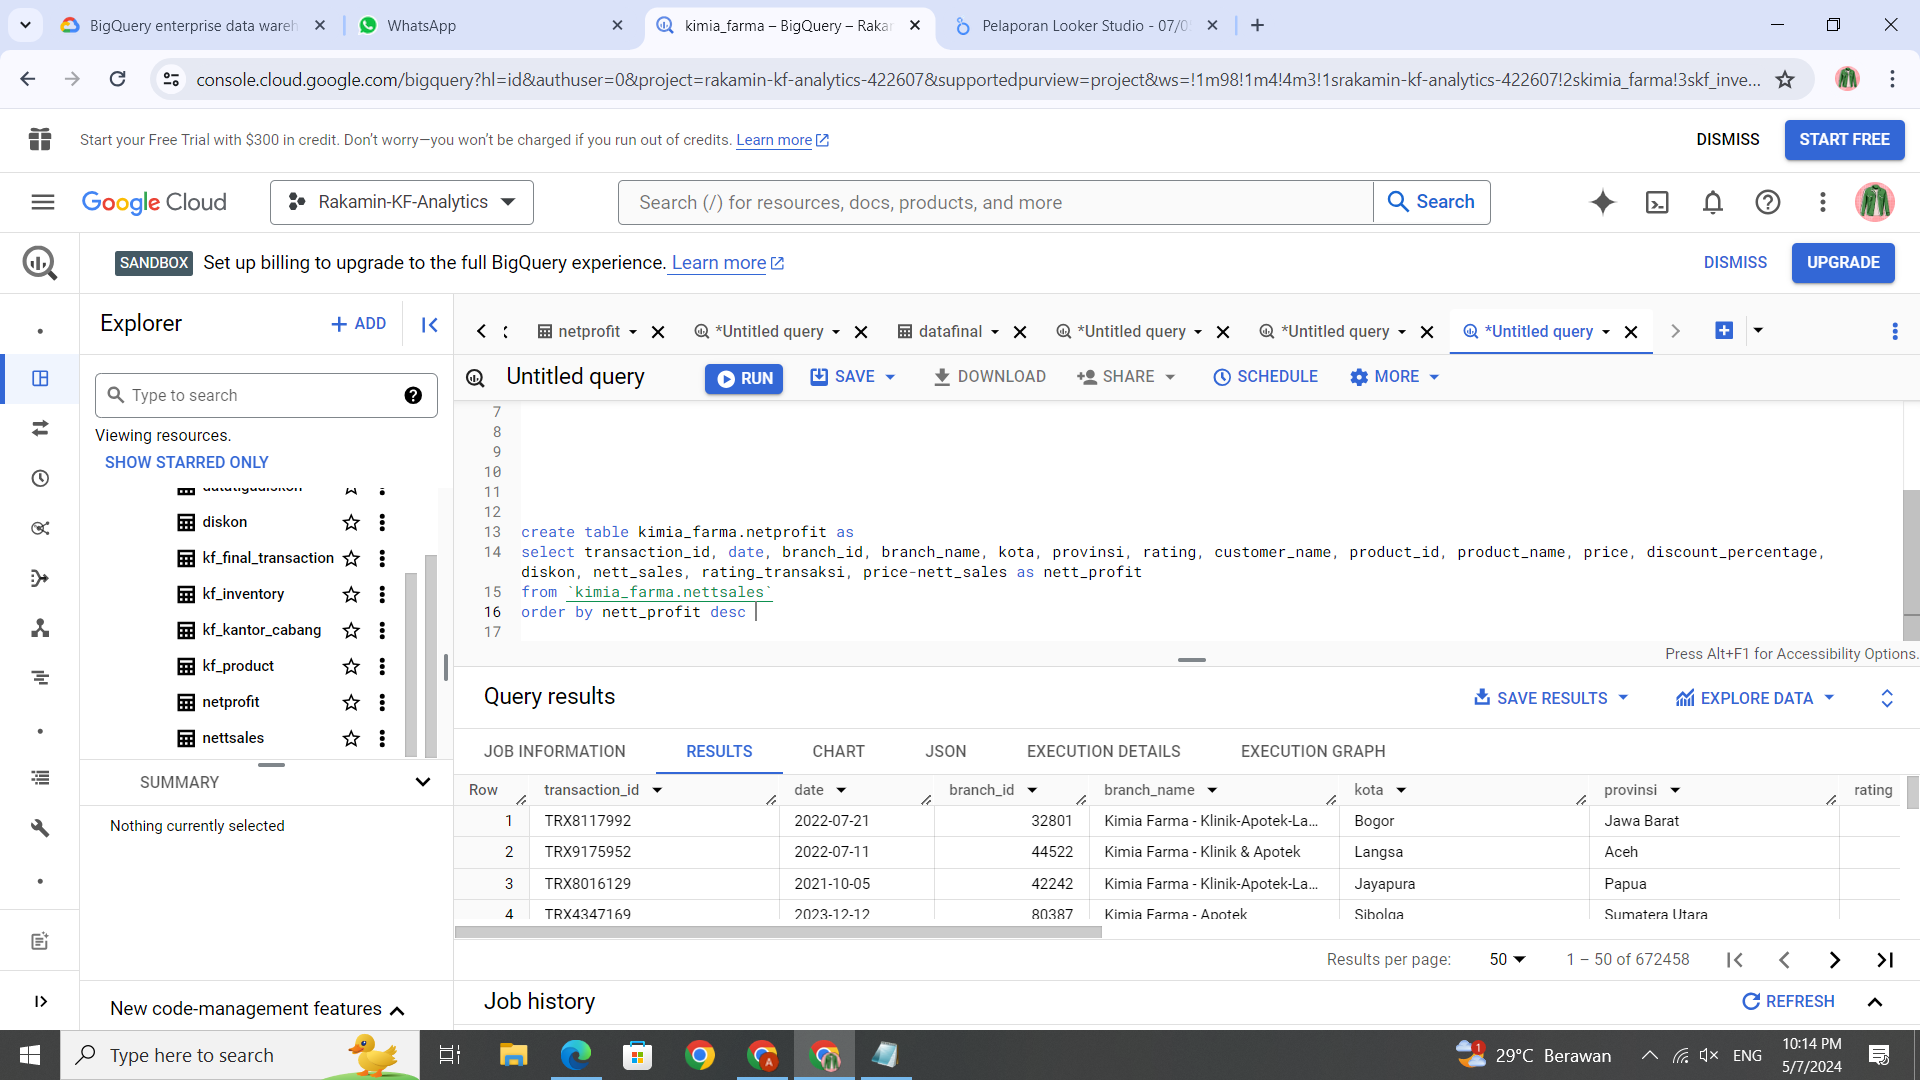 BigQuery enterprise data wareh
WhatsApp
kimia_farma – BigQuery – Rakam
Pelaporan Looker Studio - 07/0
console.cloud.google.com/bigquery?hl=id&authuser=0&project=rakamin-kf-analytics-422607&supportedpurview=project&ws=!1m98!1m4!4m3!1srakamin-kf-analytics-422607!2skimia_farma!3skf_inve...
Start your Free Trial with $300 in credit. Don't worry—you won't be charged if you run out of credits. Learn more
DISMISS
START FREE
Google Cloud
Rakamin-KF-Analytics
Search (/) for resources, docs, products, and more
Search
SANDBOX Set up billing to upgrade to the full BigQuery experience. Learn more
DISMISS
UPGRADE
Explorer
+ ADD
netprofit
*Untitled query
datafinal
*Untitled query
*Untitled query
*Untitled query
Untitled query
RUN
SAVE
DOWNLOAD
SHARE
SCHEDULE
MORE
Type to search
Viewing resources.
SHOW STARRED ONLY
diskon
kf_final_transaction
kf_inventory
kf_kantor_cabang
kf_product
netprofit
nettsales
SUMMARY
Nothing currently selected
New code-management features
7
8
9
10
11
12
13 create table kimia_farma.netprofit as
14 select transaction_id, date, branch_id, branch_name, kota, provinsi, rating, customer_name, product_id, product_name, price, discount_percentage,
diskon, nett_sales, rating_transaksi, price-nett_sales as nett_profit
15 from `kimia_farma.nettsales`
16 order by nett_profit desc
17
Press Alt+F1 for Accessibility Options.
Query results
SAVE RESULTS
EXPLORE DATA
JOB INFORMATION
RESULTS
CHART
JSON
EXECUTION DETAILS
EXECUTION GRAPH
Row transaction_id date branch_id branch_name kota provinsi rating
1 TRX8117992 2022-07-21 32801 Kimia Farma - Klinik-Apotek-La... Bogor Jawa Barat
2 TRX9175952 2022-07-11 44522 Kimia Farma - Klinik & Apotek Langsa Aceh
3 TRX8016129 2021-10-05 42242 Kimia Farma - Klinik-Apotek-La... Jayapura Papua
4 TRX4347169 2023-12-12 80387 Kimia Farma - Apotek Sibolga Sumatera Utara
Results per page: 50 1 – 50 of 672458
Job history
REFRESH
Type here to search
1
29°C Berawan
ENG
10:14 PM
5/7/2024